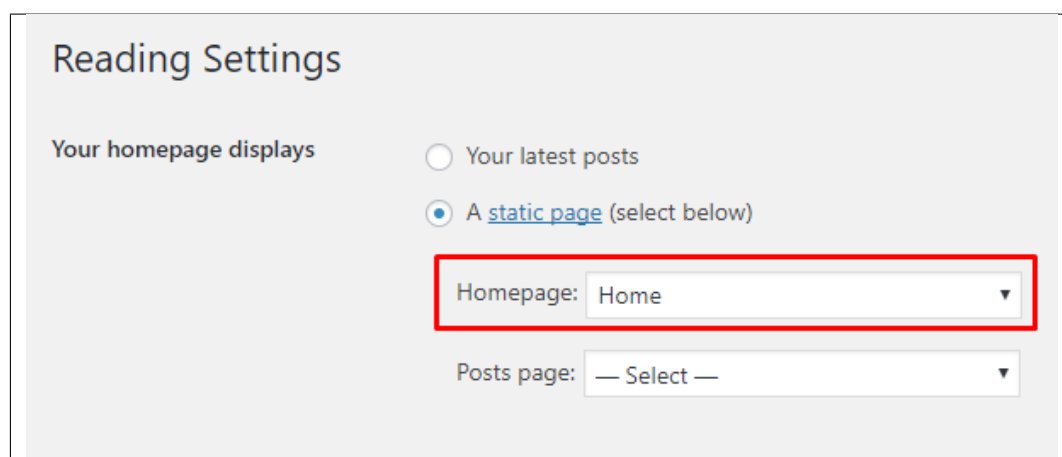 Reading Settings
Your homepage displays
Your latest posts
A static page (select below)
Homepage: Home
Posts page: — Select —